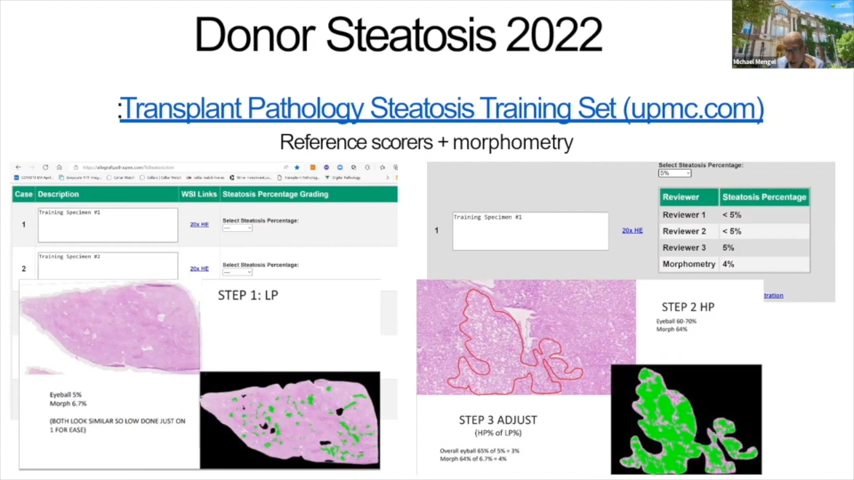 Donor Steatosis 2022
Michael Mengel
:Transplant Pathology Steatosis Training Set (upmc.com)
Reference scorers + morphometry
Case Description WSI Links Steatosis Percentage Grading
1
Training Specimen #1
20x HE
Select Steatosis Percentage:
2
Training Specimen #2
20x HE
Select Steatosis Percentage:
STEP 1: LP
Eyeball 5%
Morph 6.7%
(BOTH LOOK SIMILAR SO LOW DONE JUST ON
1 FOR EASE)
Select Steatosis Percentage:
5%
1
Training Specimen #1
20x HE
Reviewer Steatosis Percentage
Reviewer 1 < 5%
Reviewer 2 < 5%
Reviewer 3 5%
Morphometry 4%
tration
STEP 2 HP
Eyeball 60-70%
Morph 64%
STEP 3 ADJUST
(HP% of LP%)
Overall eyball 65% of 5% = 3%
Morph 64% of 6.7% = 4%